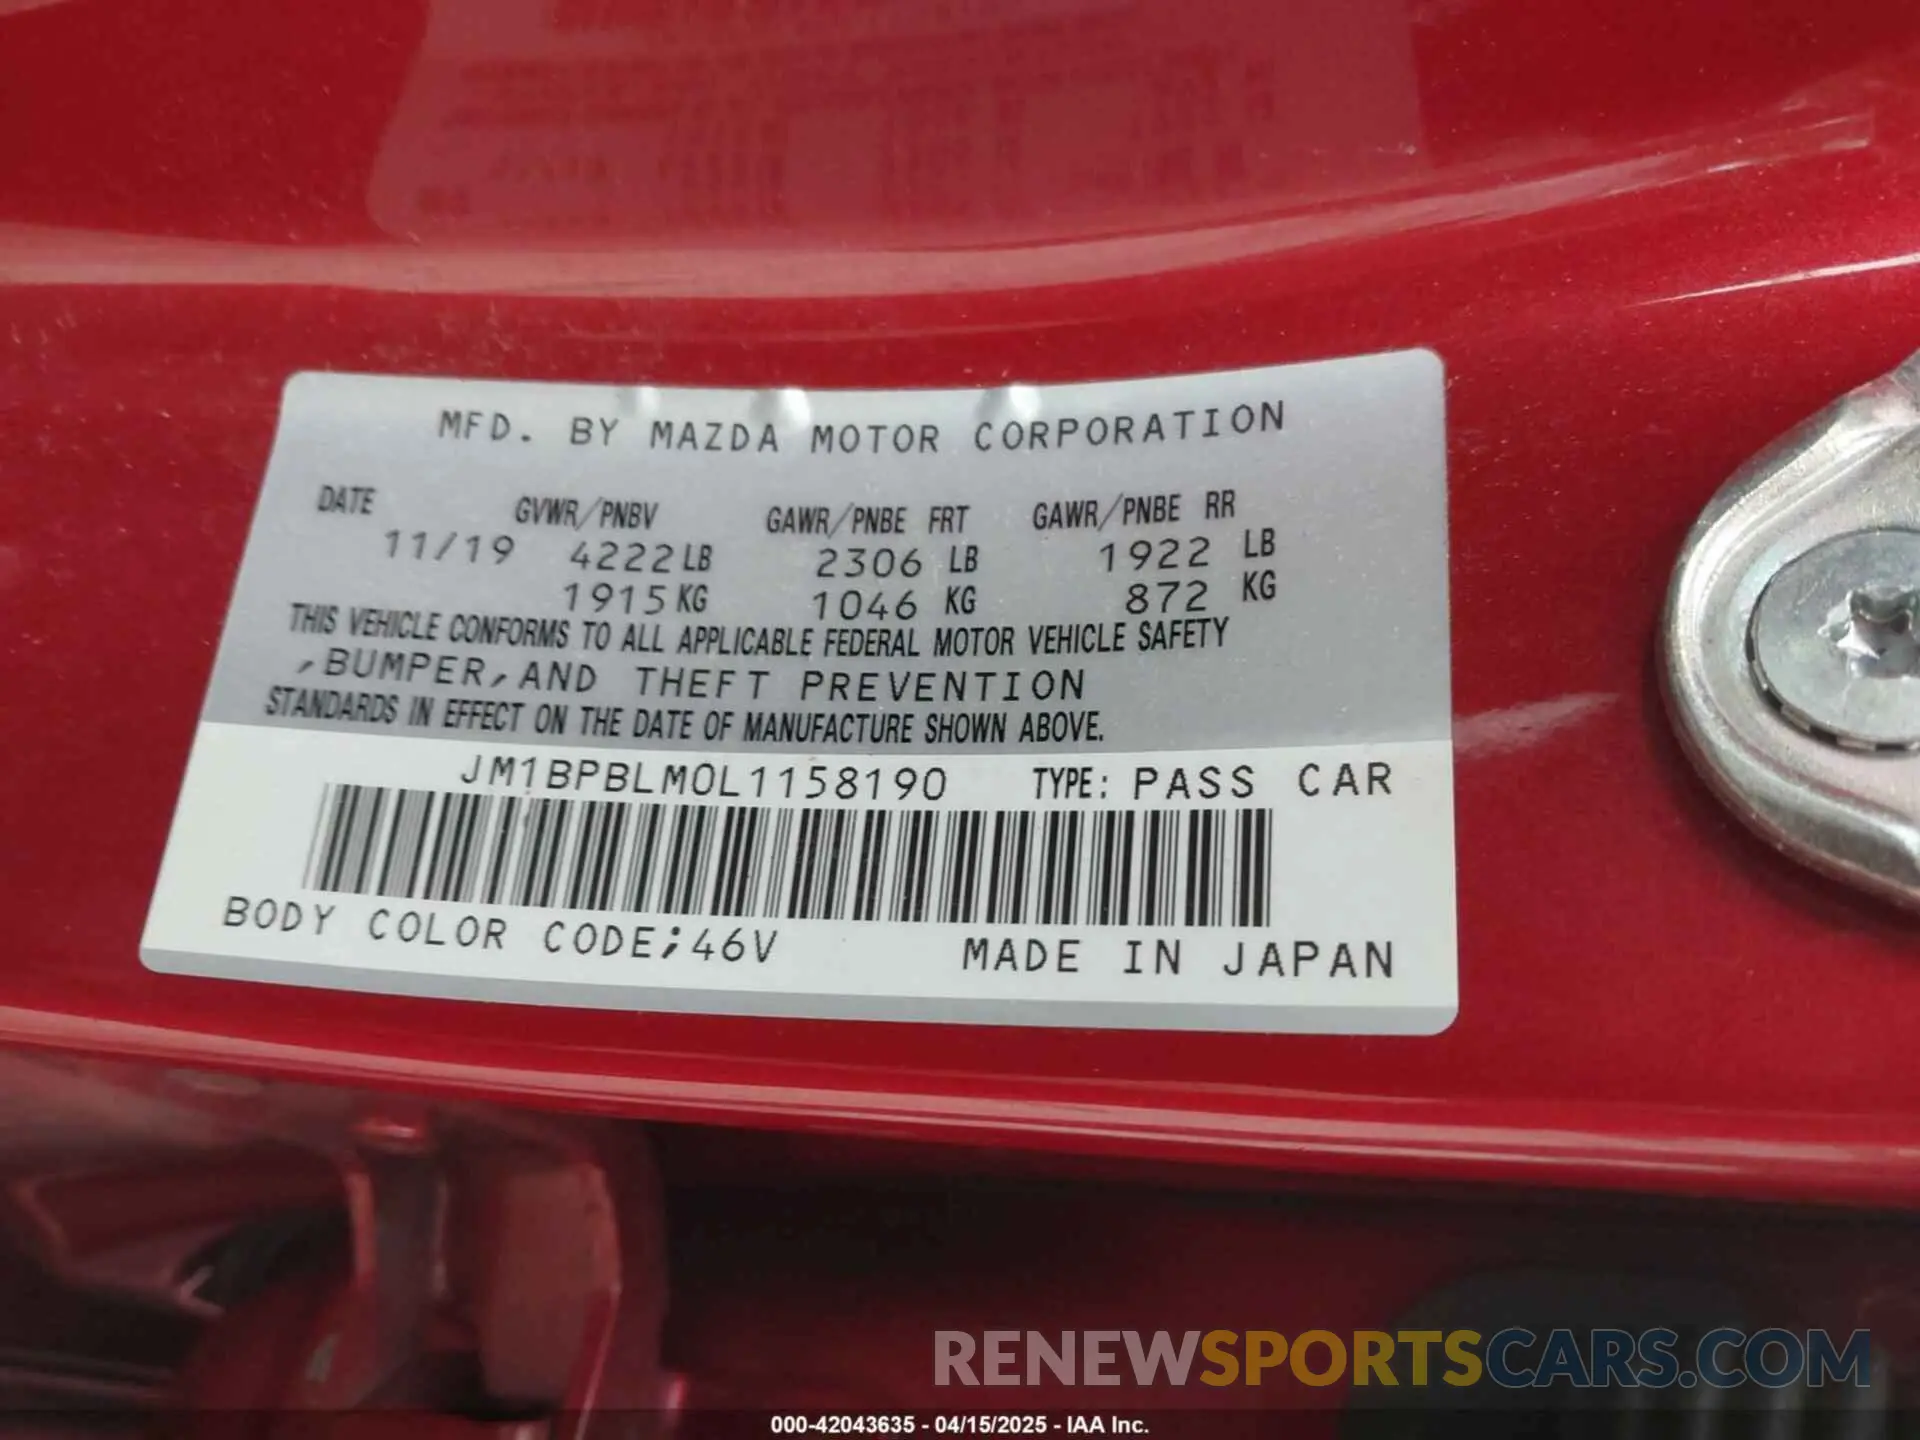 MFD. BY MAZDA MOTOR CORPORATION
DATE GVWR/PNBV GAWR/PNBE FRT GAWR/PNBE RR
11/19 4222 LB 2306 LB 1922 LB
1915 KG 1046 KG 872 KG
THIS VEHICLE CONFORMS TO ALL APPLICABLE FEDERAL MOTOR VEHICLE SAFETY
,BUMPER,AND THEFT PREVENTION
STANDARDS IN EFFECT ON THE DATE OF MANUFACTURE SHOWN ABOVE.
JM1BPBLM0L1158190 TYPE: PASS CAR
BODY COLOR CODE;46V MADE IN JAPAN
RENEWSPORTSCARS.COM
000-42043635 - 04/15/2025 - IAA Inc.